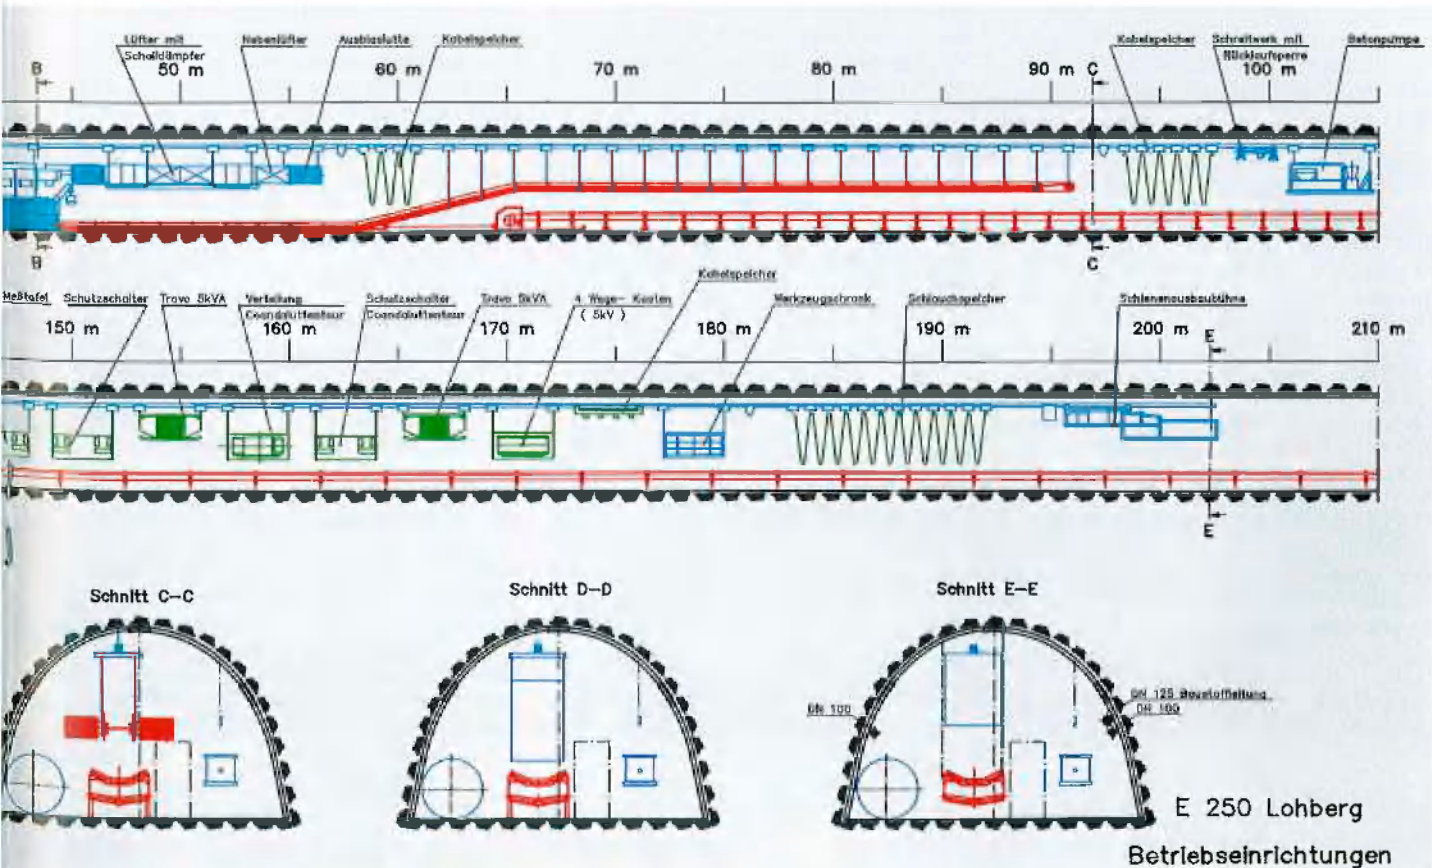 Lüfter mit
Schalldämpfer
Nebenlüfter
Ausblaslutte
Kabelspeicher
Kabelspeicher
Schreitwerk mit
Rücklaufsperre
Betonpumpe
B
50 m
60 m
70 m
80 m
90 m
C
100 m
B
C
Kabelspeicher
Meßtafel
Schutzschalter
Trafo 5kVA
Verteilung
Coandaluttentour
Schutzschalter
Coandaluttentour
Trafo 5kVA
4 Wege- Kasten
( 5kV )
Werkzeugschrank
Schlauchspeicher
Schienenausbaubühne
150 m
160 m
170 m
180 m
190 m
200 m
E
210 m
E
Schnitt C-C
Schnitt D-D
Schnitt E-E
DN 100
DN 125 Baustoffleitung
DN 100
E 250 Lohberg
Betriebseinrichtungen